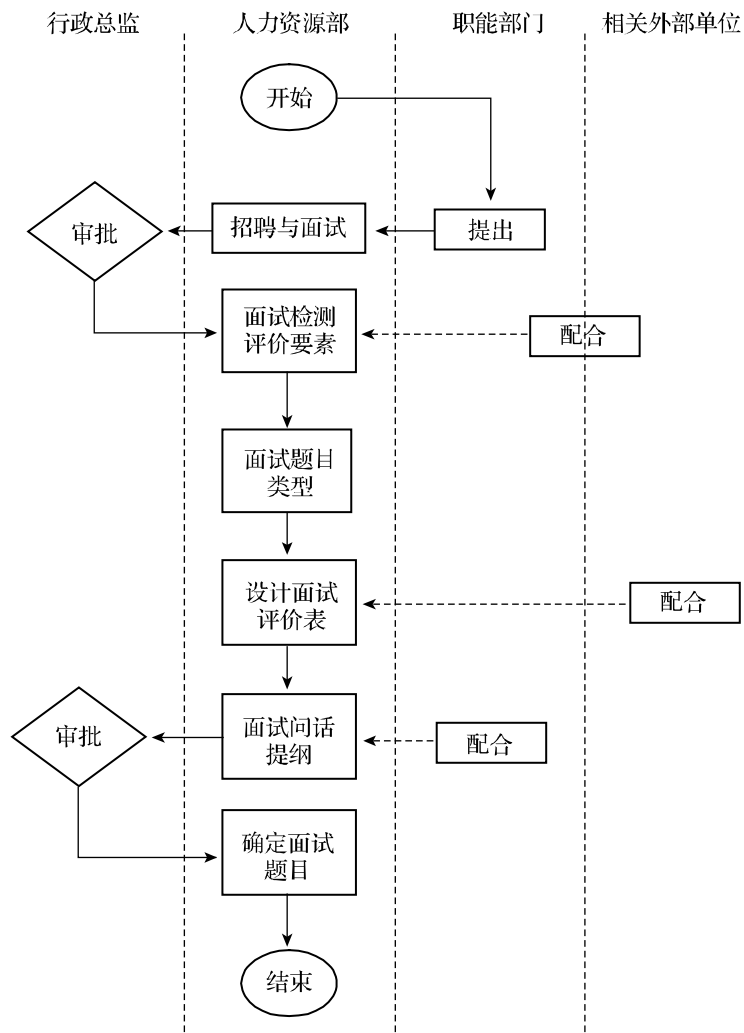 行政总监
人力资源部
职能部门
相关外部单位
开始
审批
招聘与面试
提出
面试检测
评价要素
配合
面试题目
类型
设计面试
评价表
配合
审批
面试问话
提纲
配合
确定面试
题目
结束